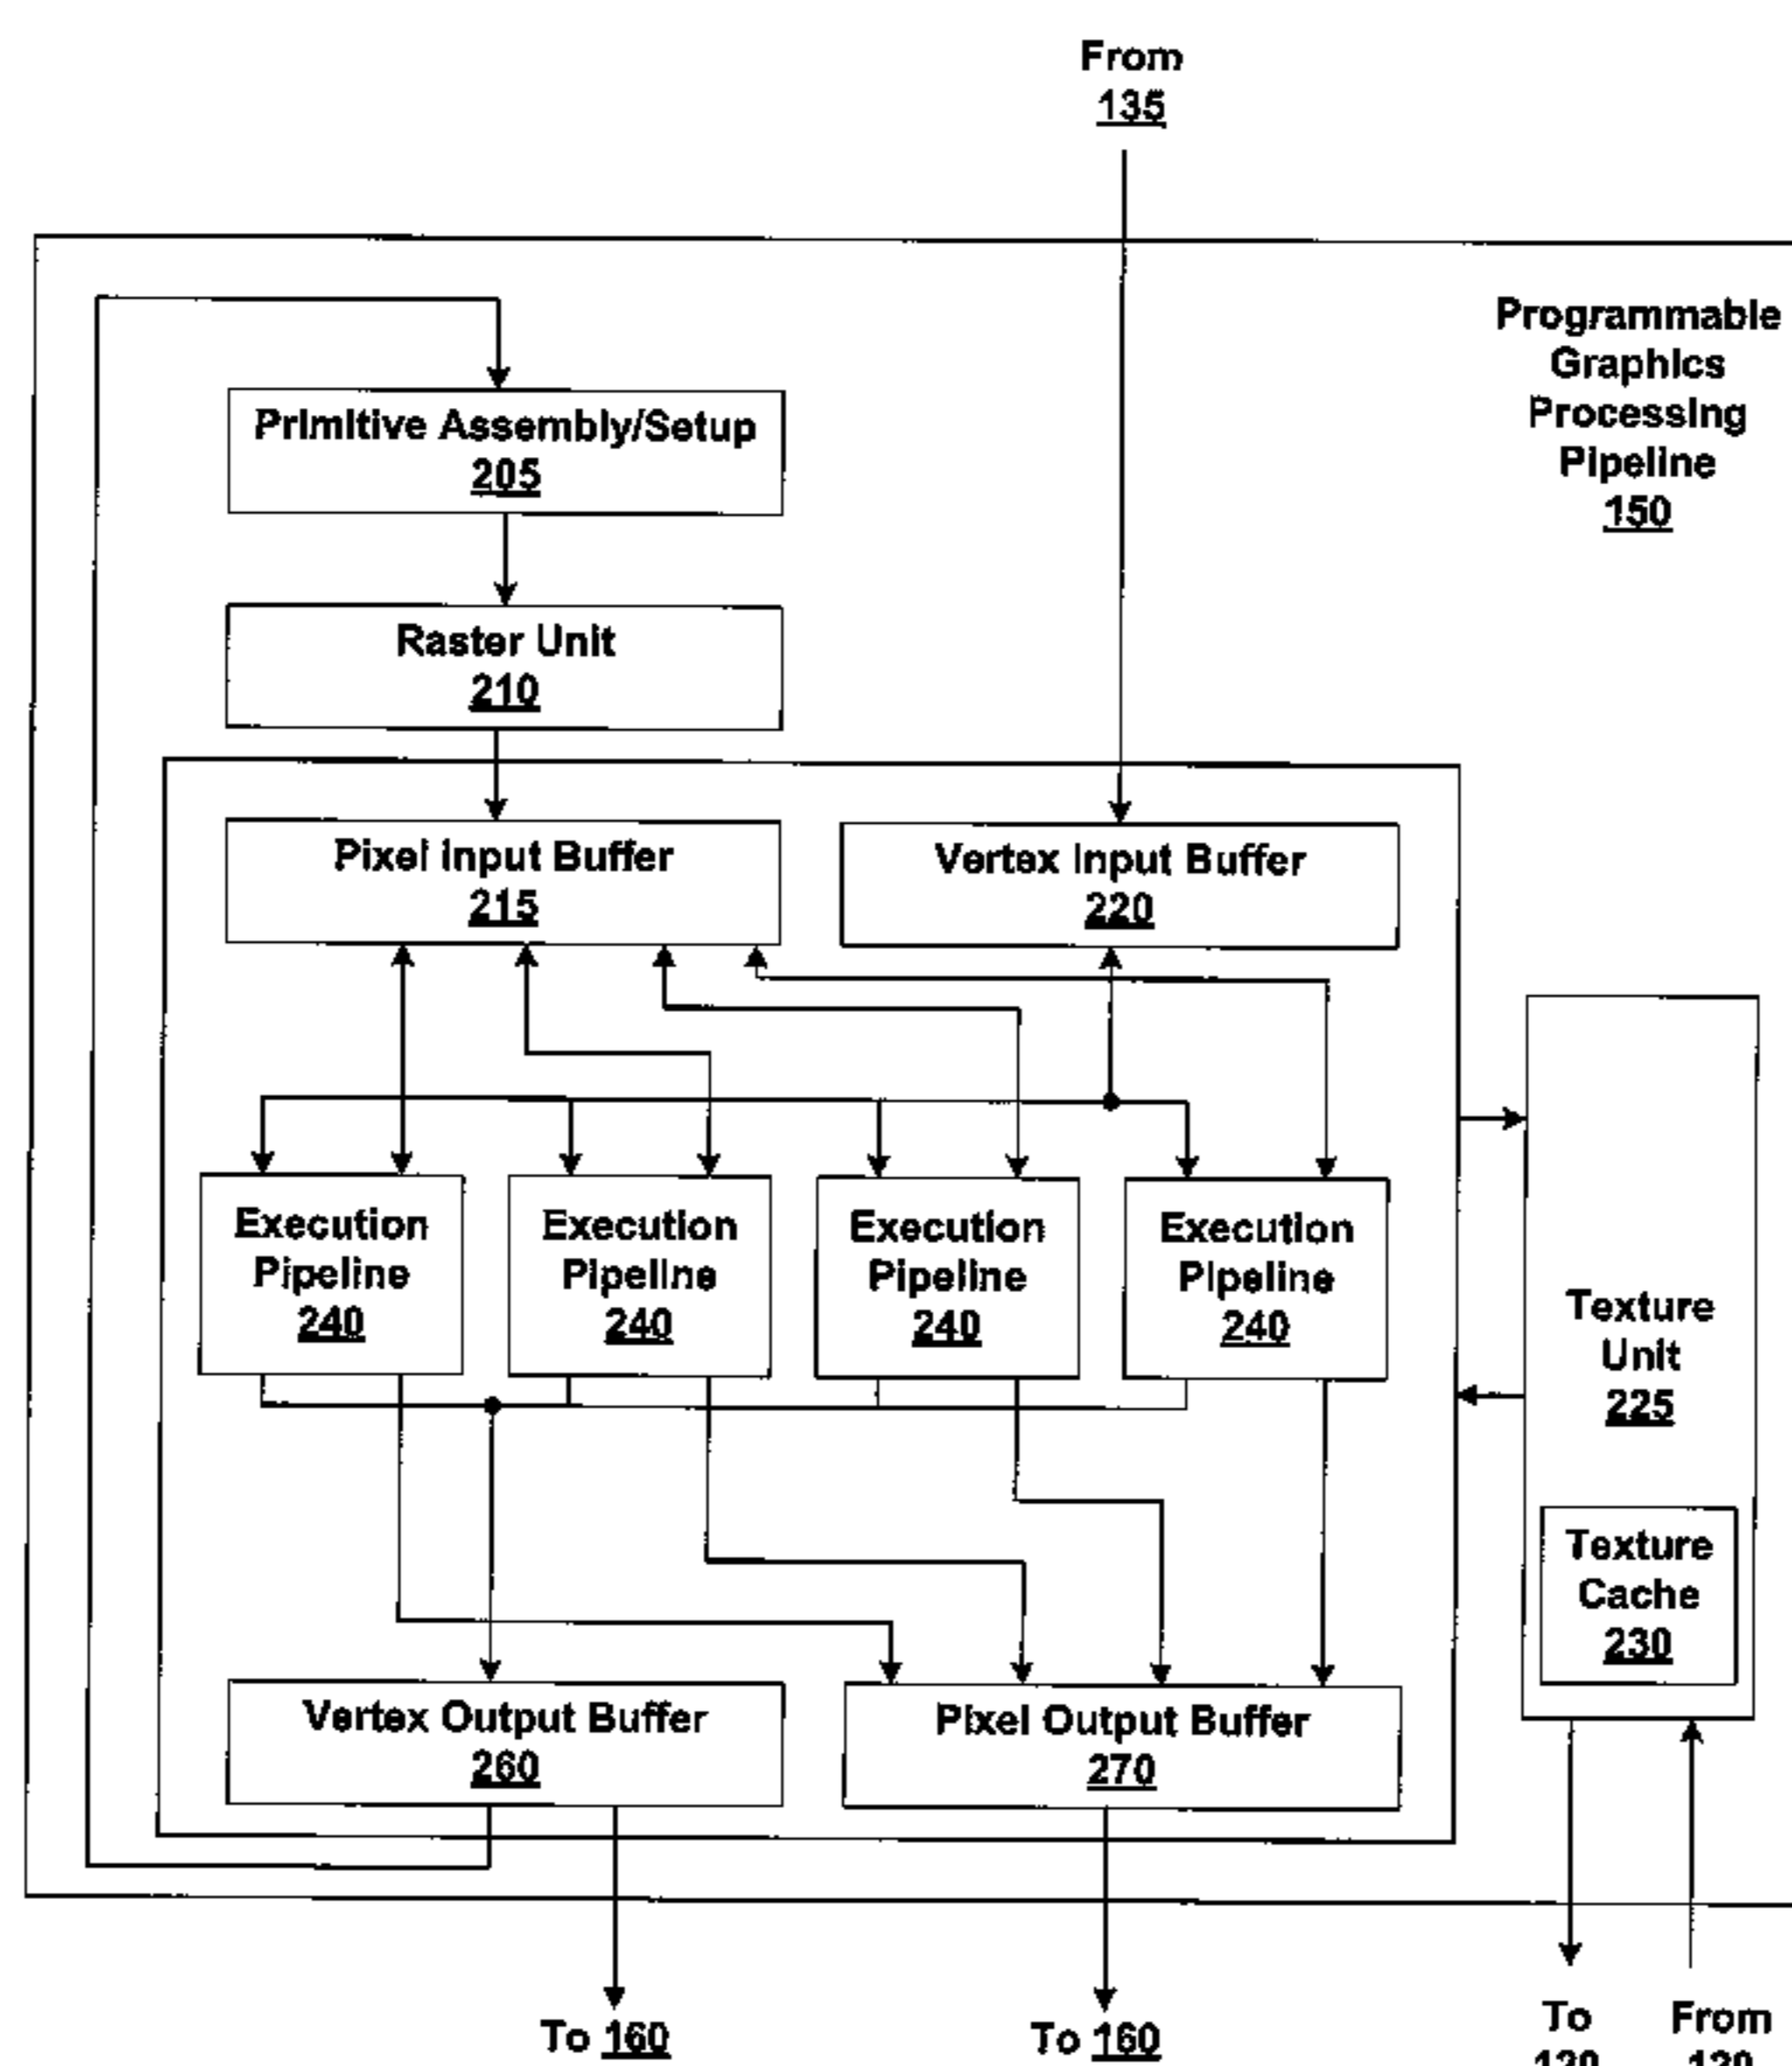 From
135
Programmable
Graphics
Processing
Pipeline
150
Primitive Assembly/Setup
205
Raster Unit
210
Pixel Input Buffer
215
Vertex Input Buffer
220
Execution
Pipeline
240
Execution
Pipeline
240
Execution
Pipeline
240
Execution
Pipeline
240
Texture
Unit
225
Texture
Cache
230
Vertex Output Buffer
260
Pixel Output Buffer
270
To 160
To 160
To
From